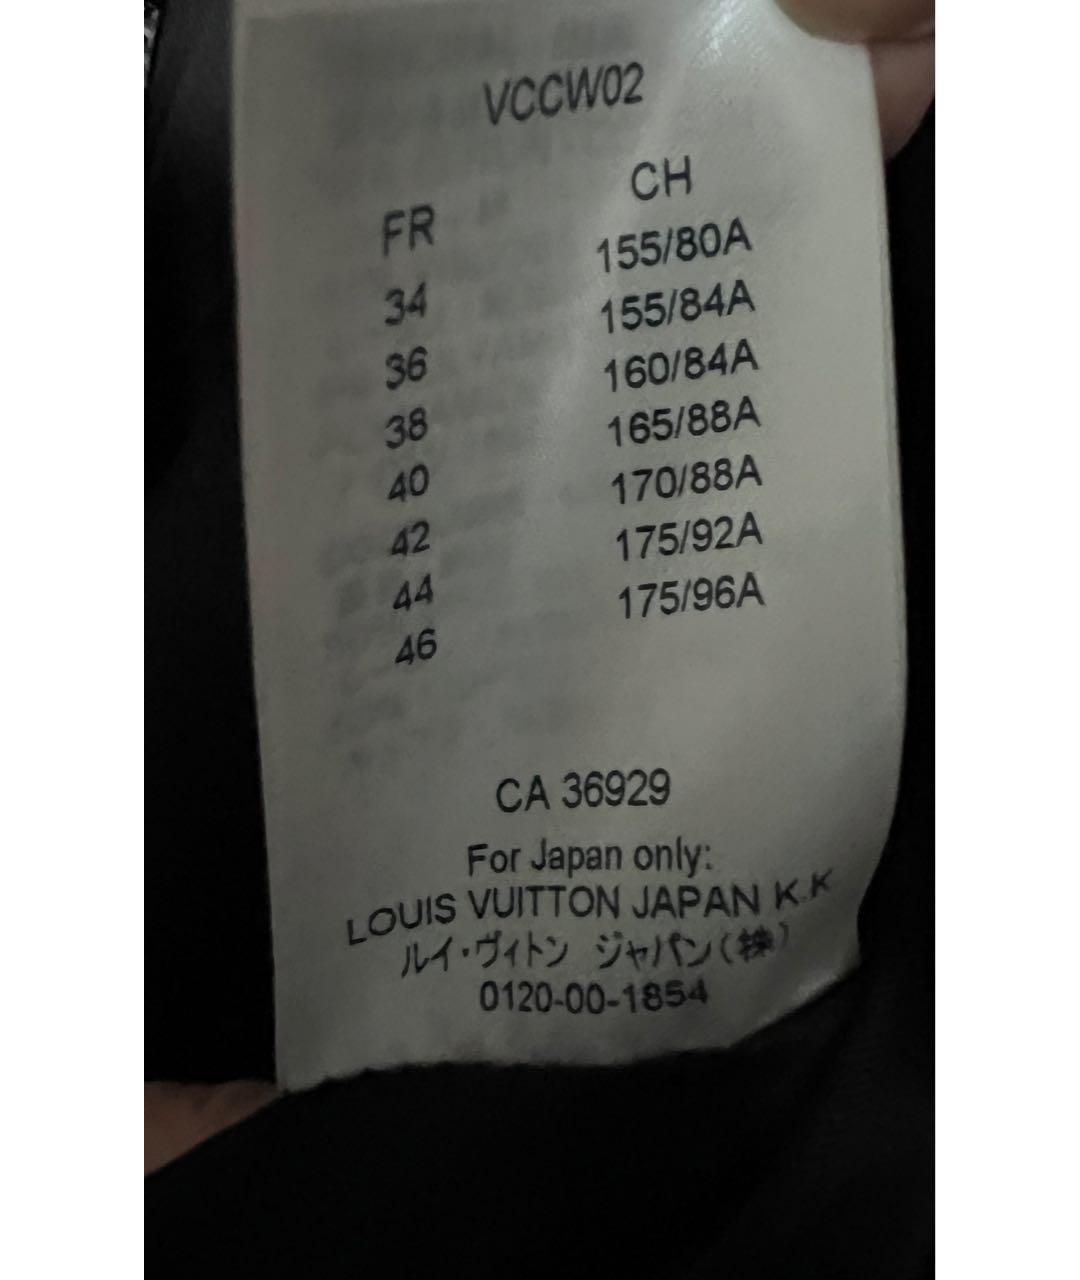 VCCW02
FR CH
34 155/80A
36 155/84A
38 160/84A
40 165/88A
42 170/88A
44 175/92A
46 175/96A
CA 36929
For Japan only:
LOUIS VUITTON JAPAN K.K
ルイ・ヴィトン ジャパン(株)
0120-00-1854